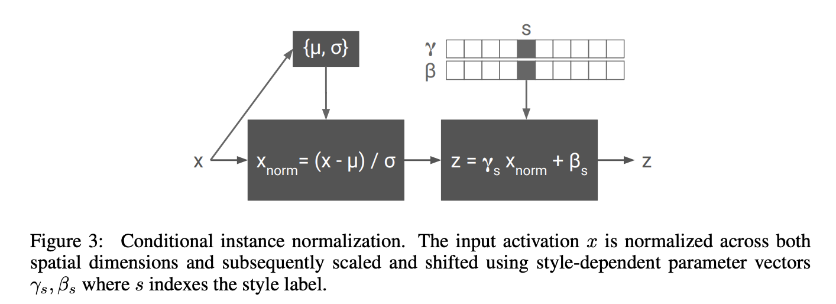 s
{μ, σ}
γ
β
x
x_norm = (x - μ) / σ
z = γ_s x_norm + β_s
z
Figure 3: Conditional instance normalization. The input activation x is normalized across both
spatial dimensions and subsequently scaled and shifted using style-dependent parameter vectors
γ_s, β_s where s indexes the style label.